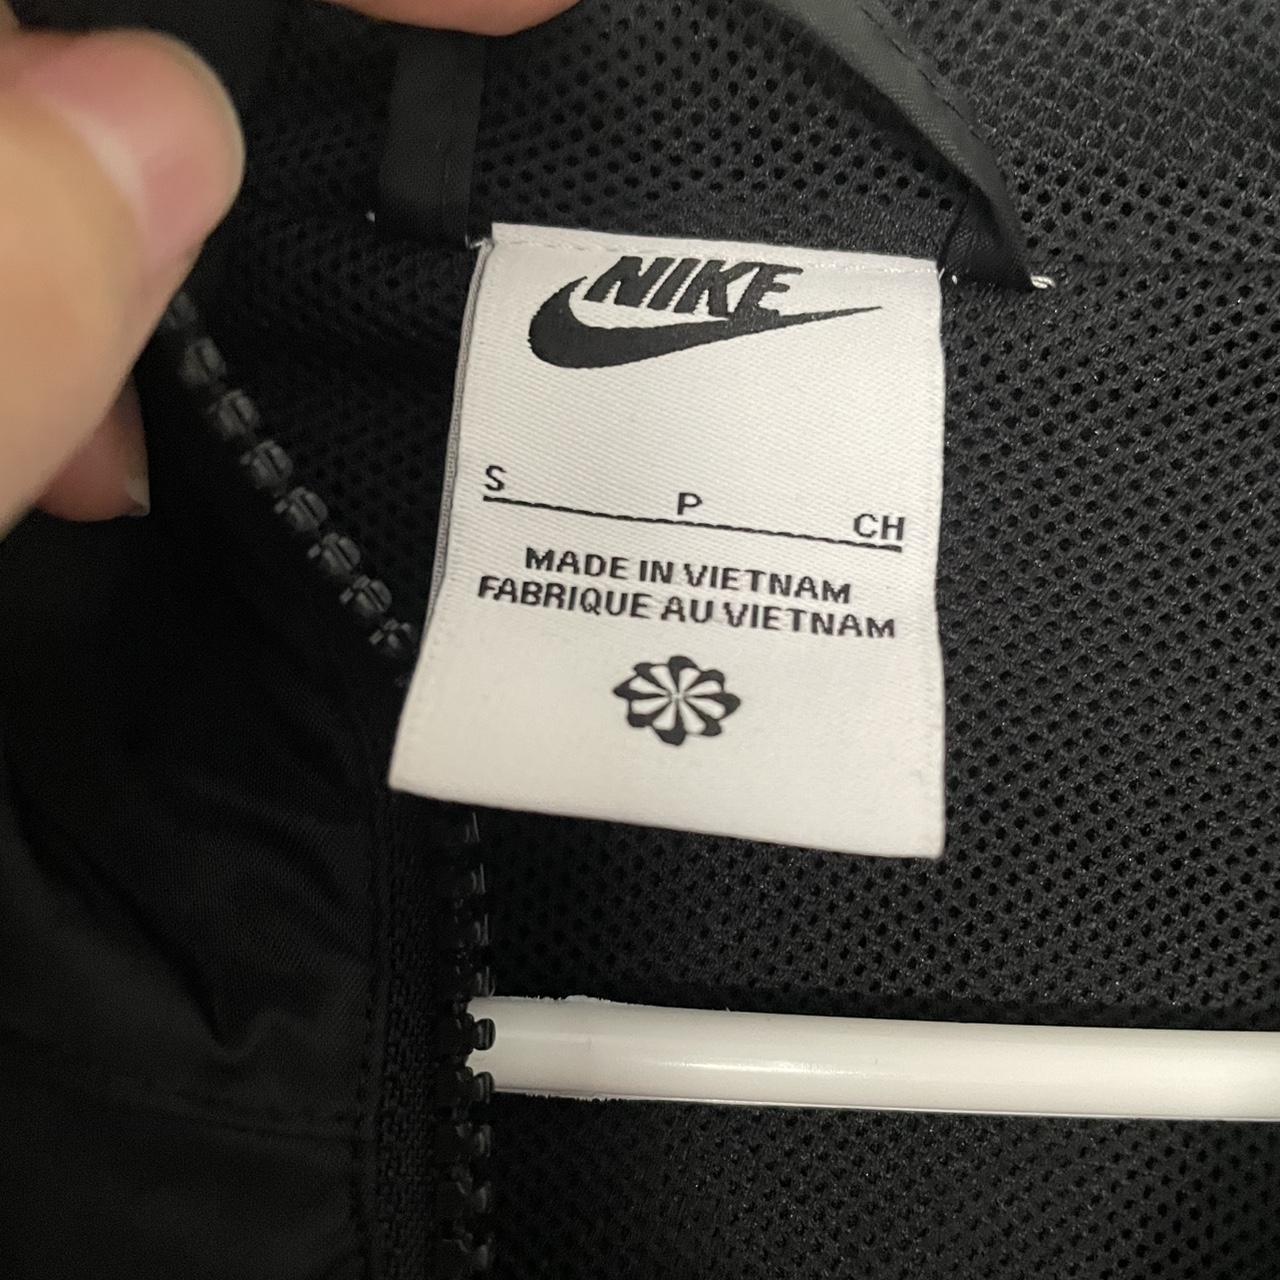 NIKE
S P CH
MADE IN VIETNAM
FABRIQUE AU VIETNAM